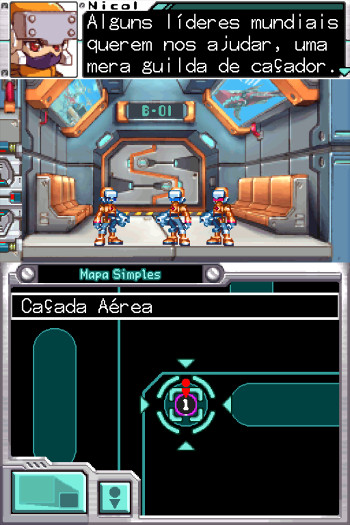 Nicol
Alguns líderes mundiais
querem nos ajudar, uma
mera guilda de caçador.
B-01
Mapa Simples
Caçada Aérea
1